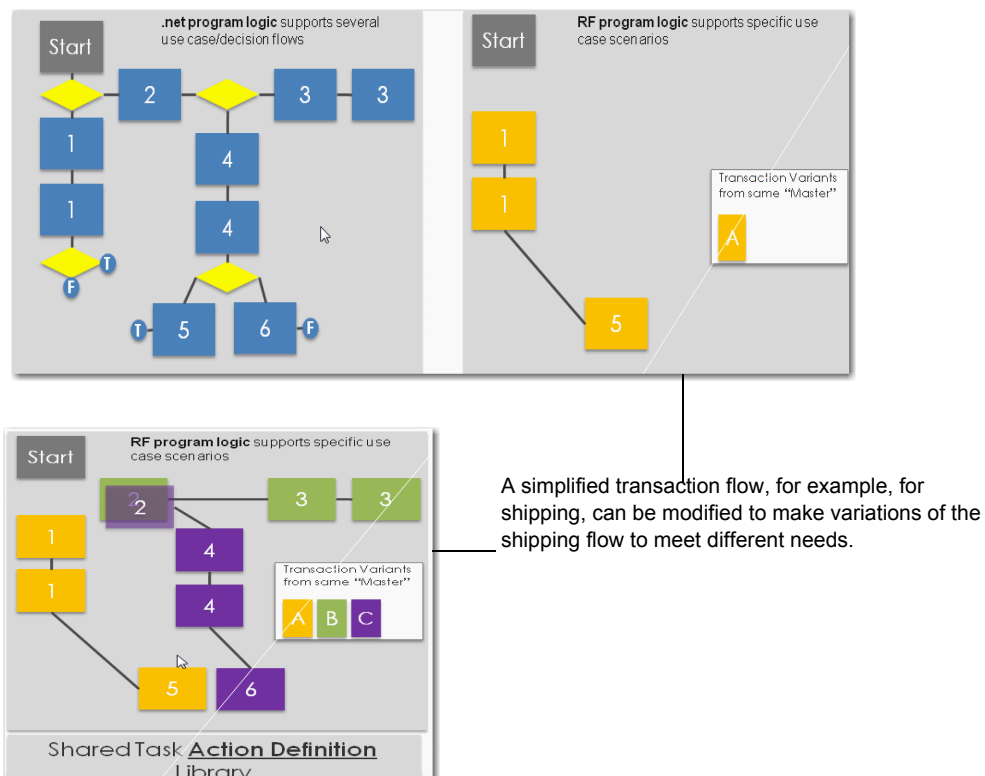 Start
.net program logic supports several
use case/decision flows
2
3
3
1
4
1
4
T
F
T
5
6
F
Start
RF program logic supports specific use
case scenarios
1
1
Transaction Variants
from same “Master”
A
5
Start
RF program logic supports specific use
case scenarios
2
2
3
3
1
4
1
4
Transaction Variants
from same “Master”
A B C
5
6
Shared Task Action Definition
Library
A simplified transaction flow, for example, for
shipping, can be modified to make variations of the
shipping flow to meet different needs.